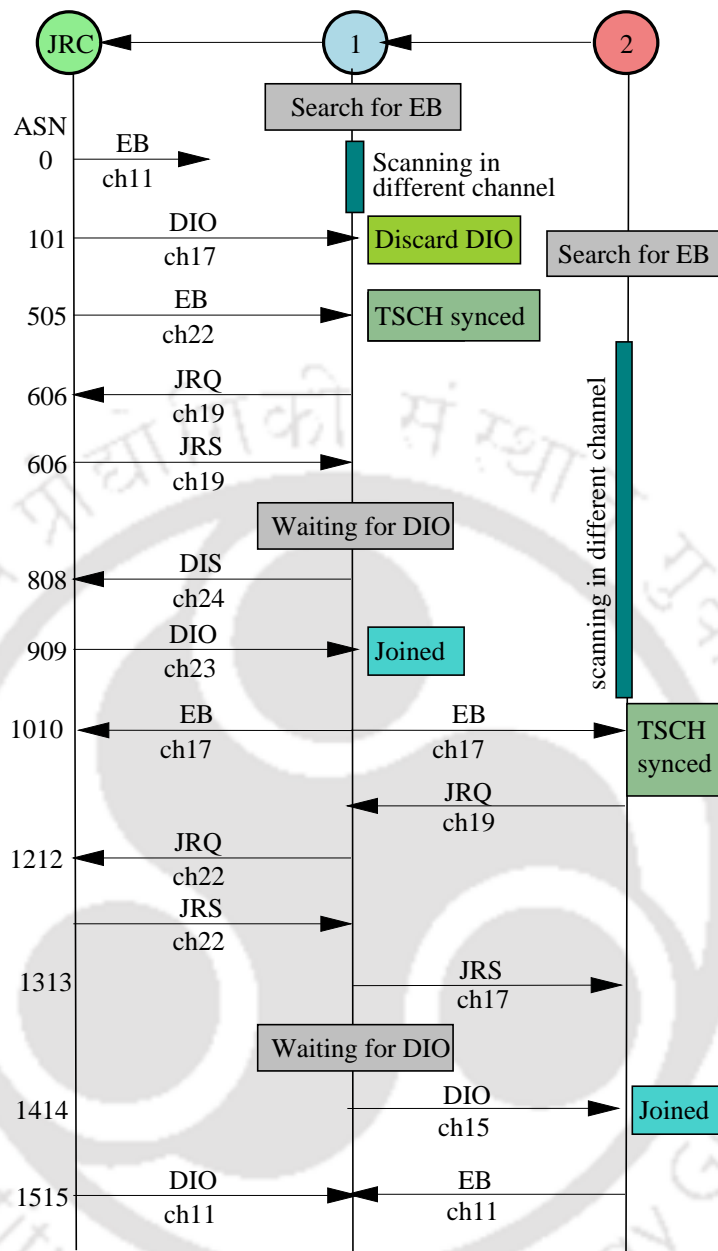 JRC
1
2
Search for EB
ASN
0
EB
ch11
Scanning in
different channel
101
DIO
ch17
Discard DIO
Search for EB
505
EB
ch22
TSCH synced
606
JRQ
ch19
606
JRS
ch19
scanning in different channel
Waiting for DIO
808
DIS
ch24
909
DIO
ch23
Joined
1010
EB
ch17
EB
ch17
TSCH
synced
JRQ
ch19
1212
JRQ
ch22
JRS
ch22
1313
JRS
ch17
Waiting for DIO
1414
DIO
ch15
Joined
1515
DIO
ch11
EB
ch11